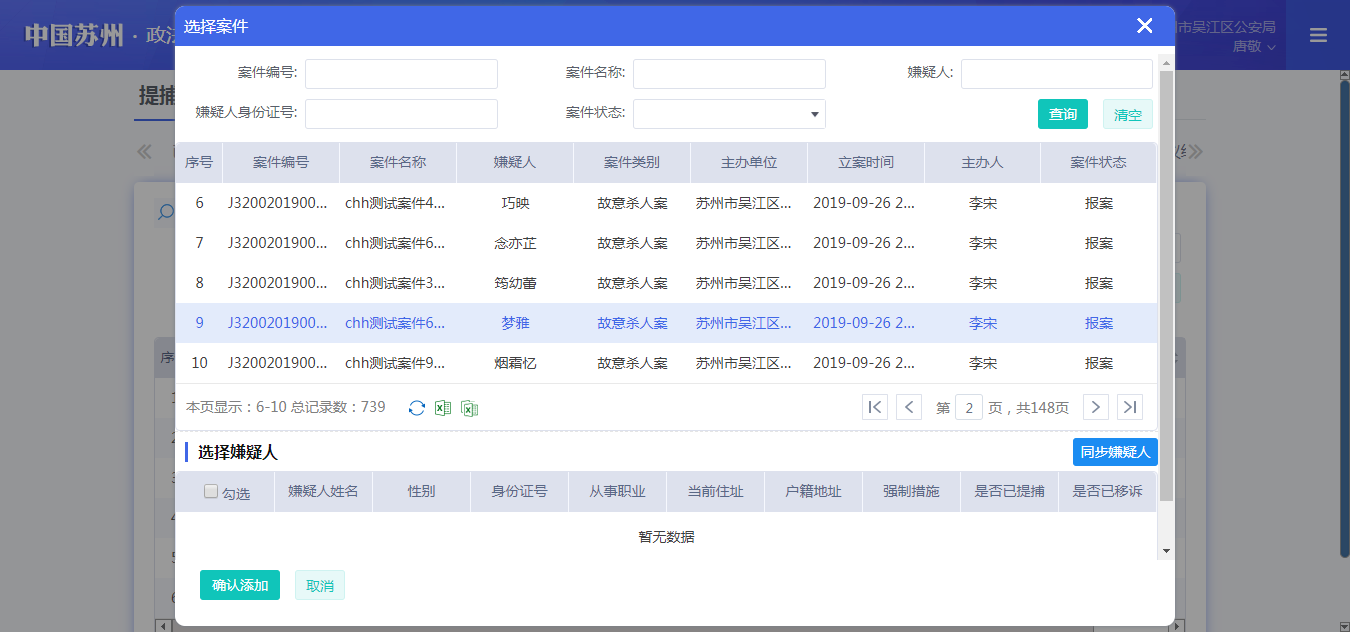 中国苏州 · 政法
市吴江区公安局
唐敬
提捕
选择案件
案件编号:
案件名称:
嫌疑人:
嫌疑人身份证号:
案件状态:
查询
清空
序号 案件编号 案件名称 嫌疑人 案件类别 主办单位 立案时间 主办人 案件状态
6 J3200201900... chh测试案件4... 巧映 故意杀人案 苏州市吴江区... 2019-09-26 2... 李宋 报案
7 J3200201900... chh测试案件6... 念亦芷 故意杀人案 苏州市吴江区... 2019-09-26 2... 李宋 报案
8 J3200201900... chh测试案件3... 筠幼蕾 故意杀人案 苏州市吴江区... 2019-09-26 2... 李宋 报案
9 J3200201900... chh测试案件6... 梦雅 故意杀人案 苏州市吴江区... 2019-09-26 2... 李宋 报案
10 J3200201900... chh测试案件9... 烟霜忆 故意杀人案 苏州市吴江区... 2019-09-26 2... 李宋 报案
本页显示：6-10 总记录数：739
第 2 页，共148页
选择嫌疑人
同步嫌疑人
勾选 嫌疑人姓名 性别 身份证号 从事职业 当前住址 户籍地址 强制措施 是否已提捕 是否已移诉
暂无数据
确认添加
取消